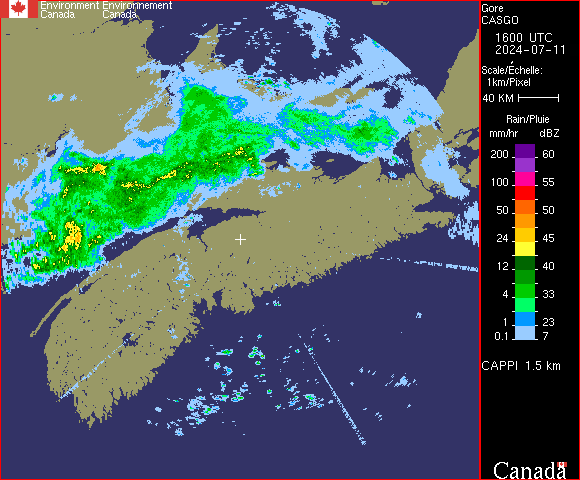 Environment Environnement
Canada Canada
Gore
CASGO
1600 UTC
2024-07-11
Scale/Échelle:
1km/Pixel
40 KM
Rain/Pluie
mm/hr dBZ
200 60
100 55
50 50
24 45
12 40
4 33
1 23
0.1 7
CAPPI 1.5 km
Canada